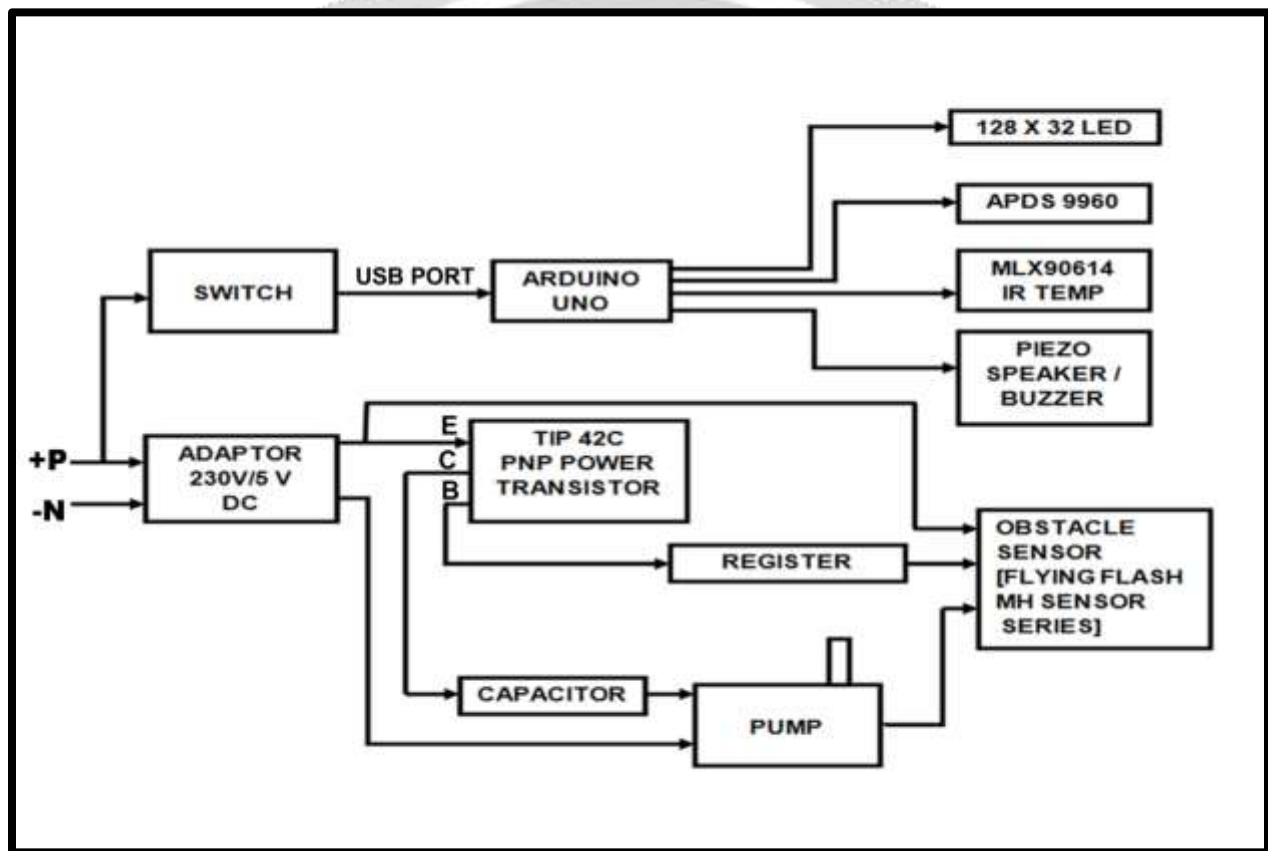 128 X 32 LED
APDS 9960
MLX90614
IR TEMP
PIEZO
SPEAKER /
BUZZER
SWITCH
USB PORT
ARDUINO
UNO
+P
-N
ADAPTOR
230V/5 V
DC
E
C
B
TIP 42C
PNP POWER
TRANSISTOR
REGISTER
OBSTACLE
SENSOR
[FLYING FLASH
MH SENSOR
SERIES]
CAPACITOR
PUMP